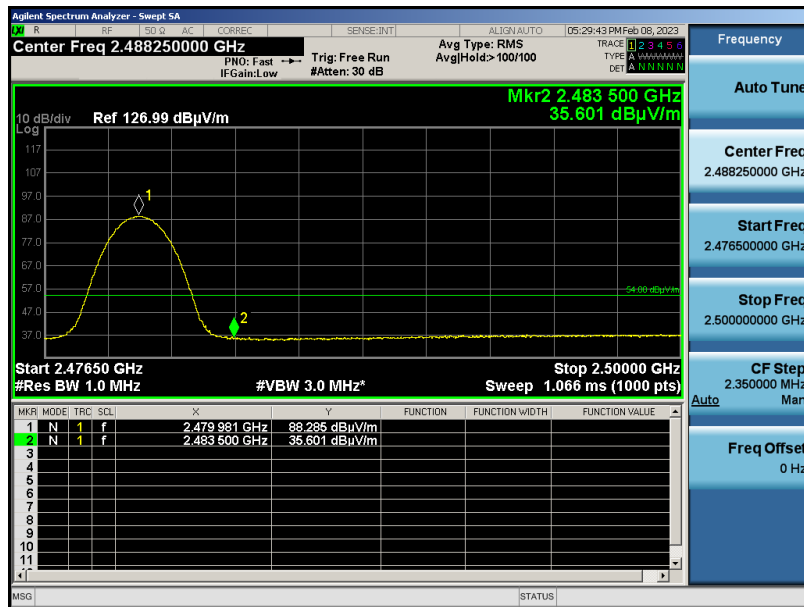 Agilent Spectrum Analyzer - Swept SA
LXI R RF 50 Ω AC CORREC SENSE:INT ALIGN AUTO 05:29:43 PM Feb 08, 2023
Center Freq 2.488250000 GHz
PNO: Fast
IFGain:Low
Trig: Free Run
#Atten: 30 dB
Avg Type: RMS
Avg|Hold:>100/100
TRACE 1 2 3 4 5 6
TYPE A WWWWW
DET A N N N N N
Mkr2 2.483 500 GHz
35.601 dBµV/m
10 dB/div Ref 126.99 dBµV/m
Log
117
107
97.0
87.0
77.0
67.0
57.0
47.0
37.0
1
2
54.00 dBµV/m
Start 2.47650 GHz Stop 2.50000 GHz
#Res BW 1.0 MHz #VBW 3.0 MHz* Sweep 1.066 ms (1000 pts)
MKR MODE TRC SCL X Y FUNCTION FUNCTION WIDTH FUNCTION VALUE
1 N 1 f 2.479 981 GHz 88.285 dBµV/m
2 N 1 f 2.483 500 GHz 35.601 dBµV/m
3
4
5
6
7
8
9
10
11
MSG STATUS
Frequency
Auto Tune
Center Freq
2.488250000 GHz
Start Freq
2.476500000 GHz
Stop Freq
2.500000000 GHz
CF Step
2.350000 MHz
Auto Man
Freq Offset
0 Hz